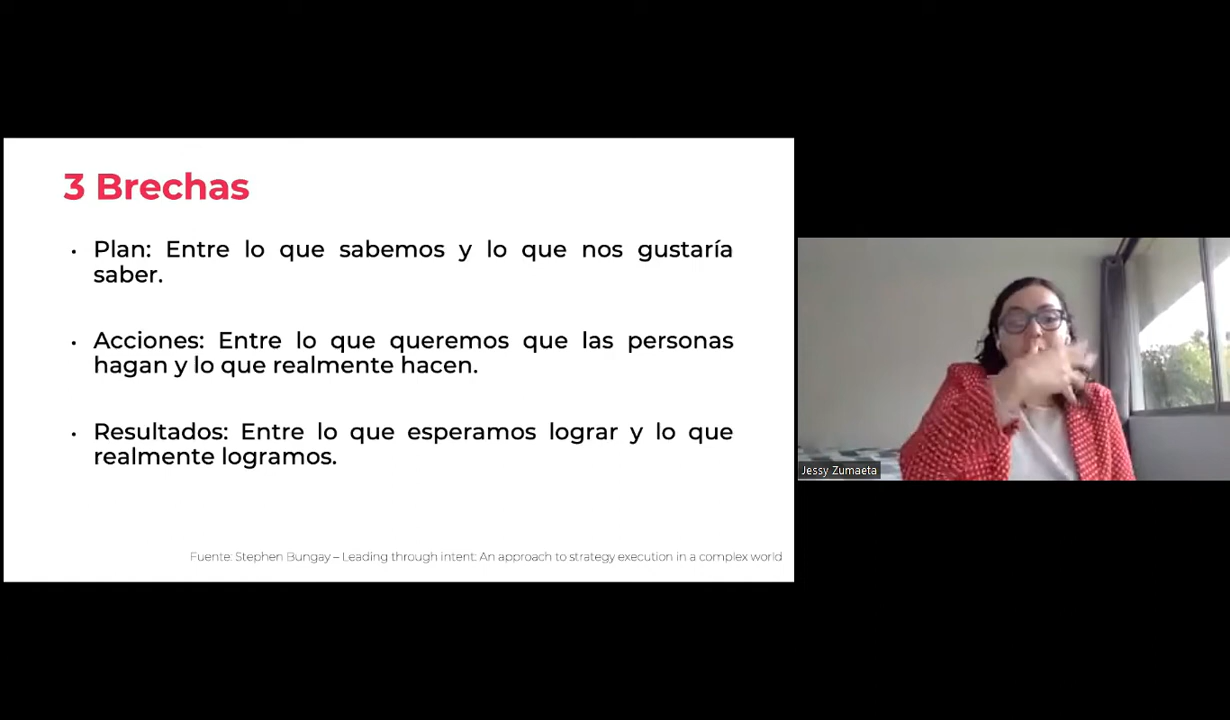 3 Brechas
• Plan: Entre lo que sabemos y lo que nos gustaría
saber.
• Acciones: Entre lo que queremos que las personas
hagan y lo que realmente hacen.
• Resultados: Entre lo que esperamos lograr y lo que
realmente logramos.
Fuente: Stephen Bungay – Leading through intent: An approach to strategy execution in a complex world
Jessy Zumaeta